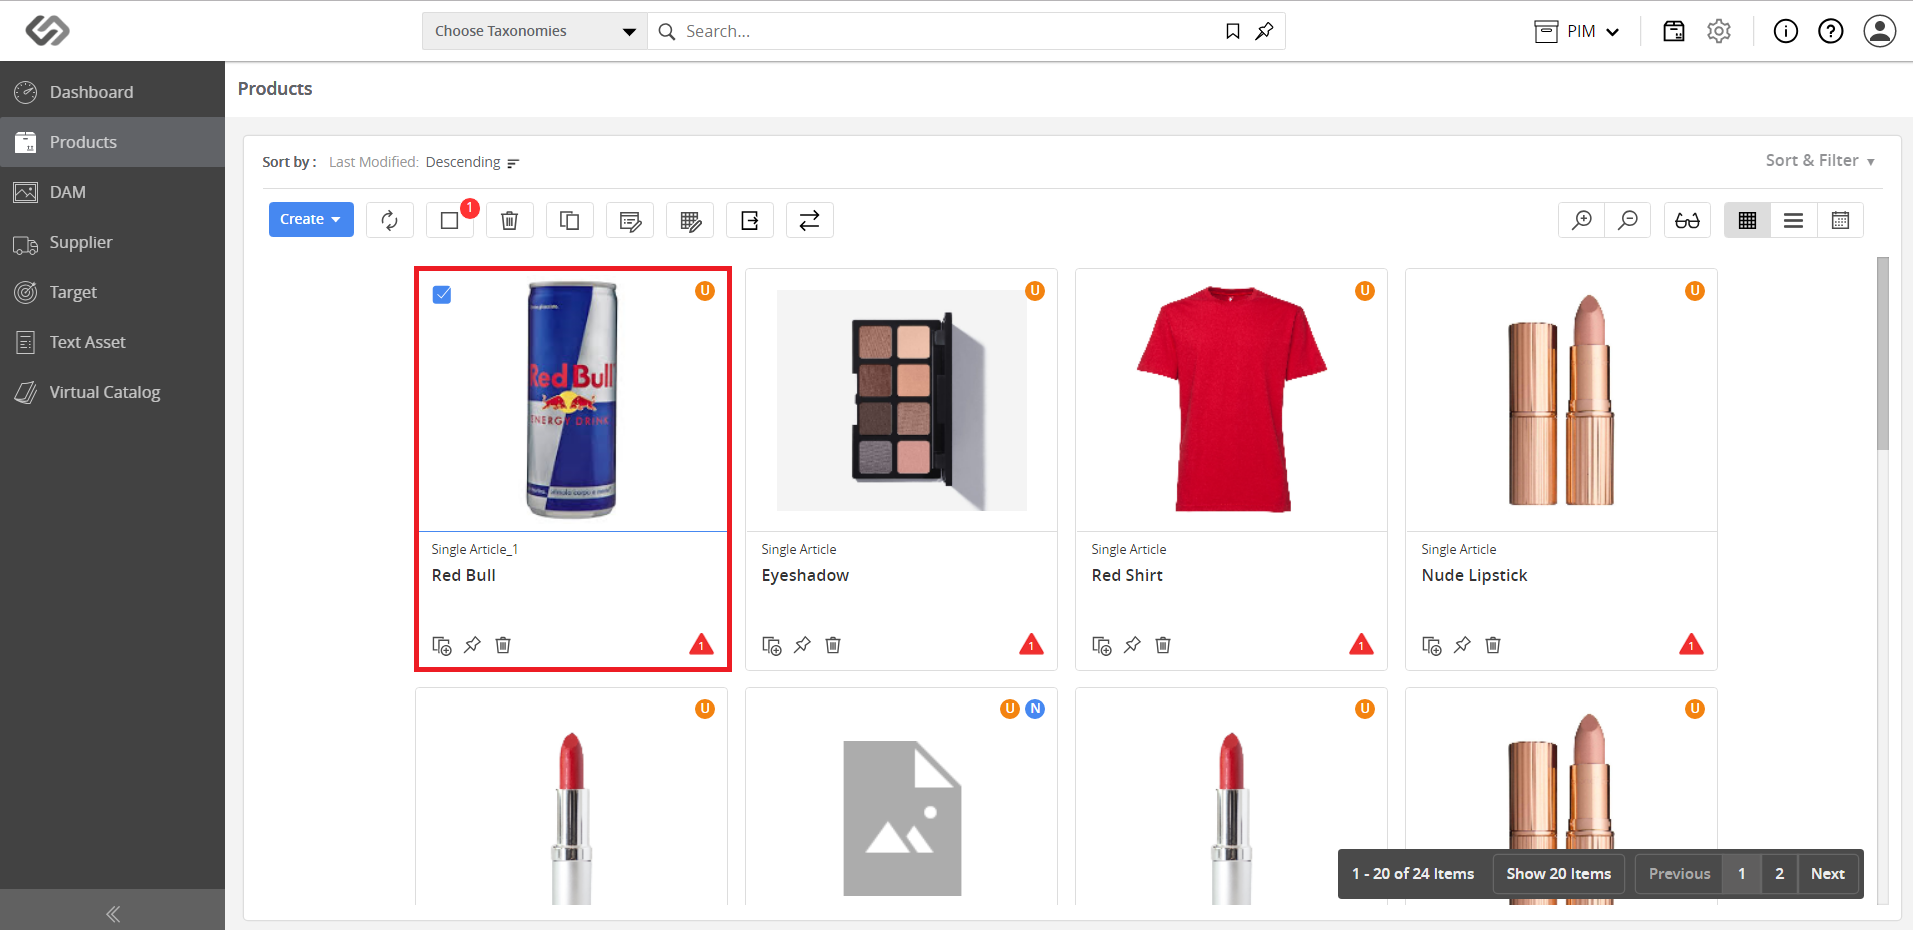 Choose Taxonomies
Search...
PIM
Dashboard
Products
DAM
Supplier
Target
Text Asset
Virtual Catalog
Products
Sort by : Last Modified: Descending
Sort & Filter
Create
1
U
U
U
U
Red Bull
ENERGY DRINK
Single Article_1
Red Bull
1
Single Article
Eyeshadow
1
Single Article
Red Shirt
1
Single Article
Nude Lipstick
1
U
U N
U
U
1 - 20 of 24 Items
Show 20 Items
Previous 1 2 Next